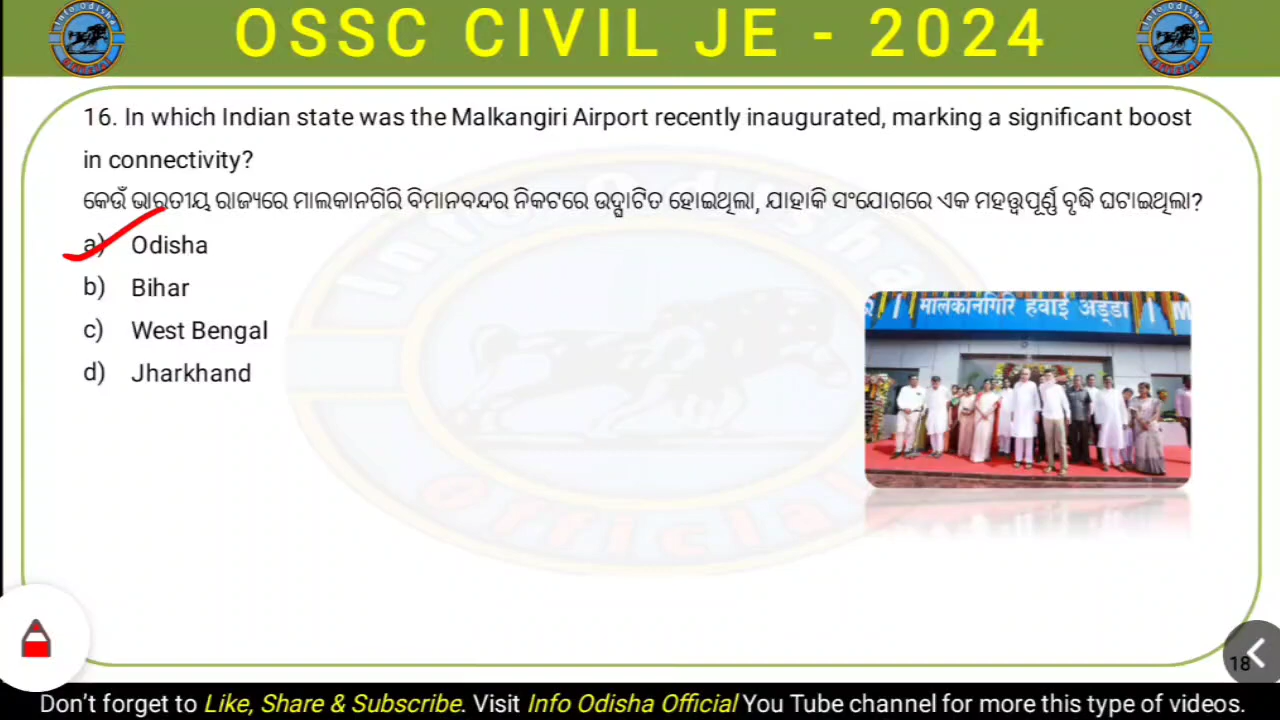 OSSC CIVIL JE - 2024
16. In which Indian state was the Malkangiri Airport recently inaugurated, marking a significant boost
in connectivity?
କେଉଁ ଭାରତୀୟ ରାଜ୍ୟରେ ମାଲକାନଗିରି ବିମାନବନ୍ଦର ନିକଟରେ ଉଦ୍ଘାଟିତ ହୋଇଥିଲା, ଯାହାକି ସଂଯୋଗରେ ଏକ ମହତ୍ତ୍ୱପୂର୍ଣ୍ଣ ବୃଦ୍ଧି ଘଟାଇଥିଲା?
a) Odisha
b) Bihar
c) West Bengal
d) Jharkhand
मालकानगिरि हवाई अड्डा | M
Info Odisha
Official
18
Don't forget to Like, Share & Subscribe. Visit Info Odisha Official You Tube channel for more this type of videos.